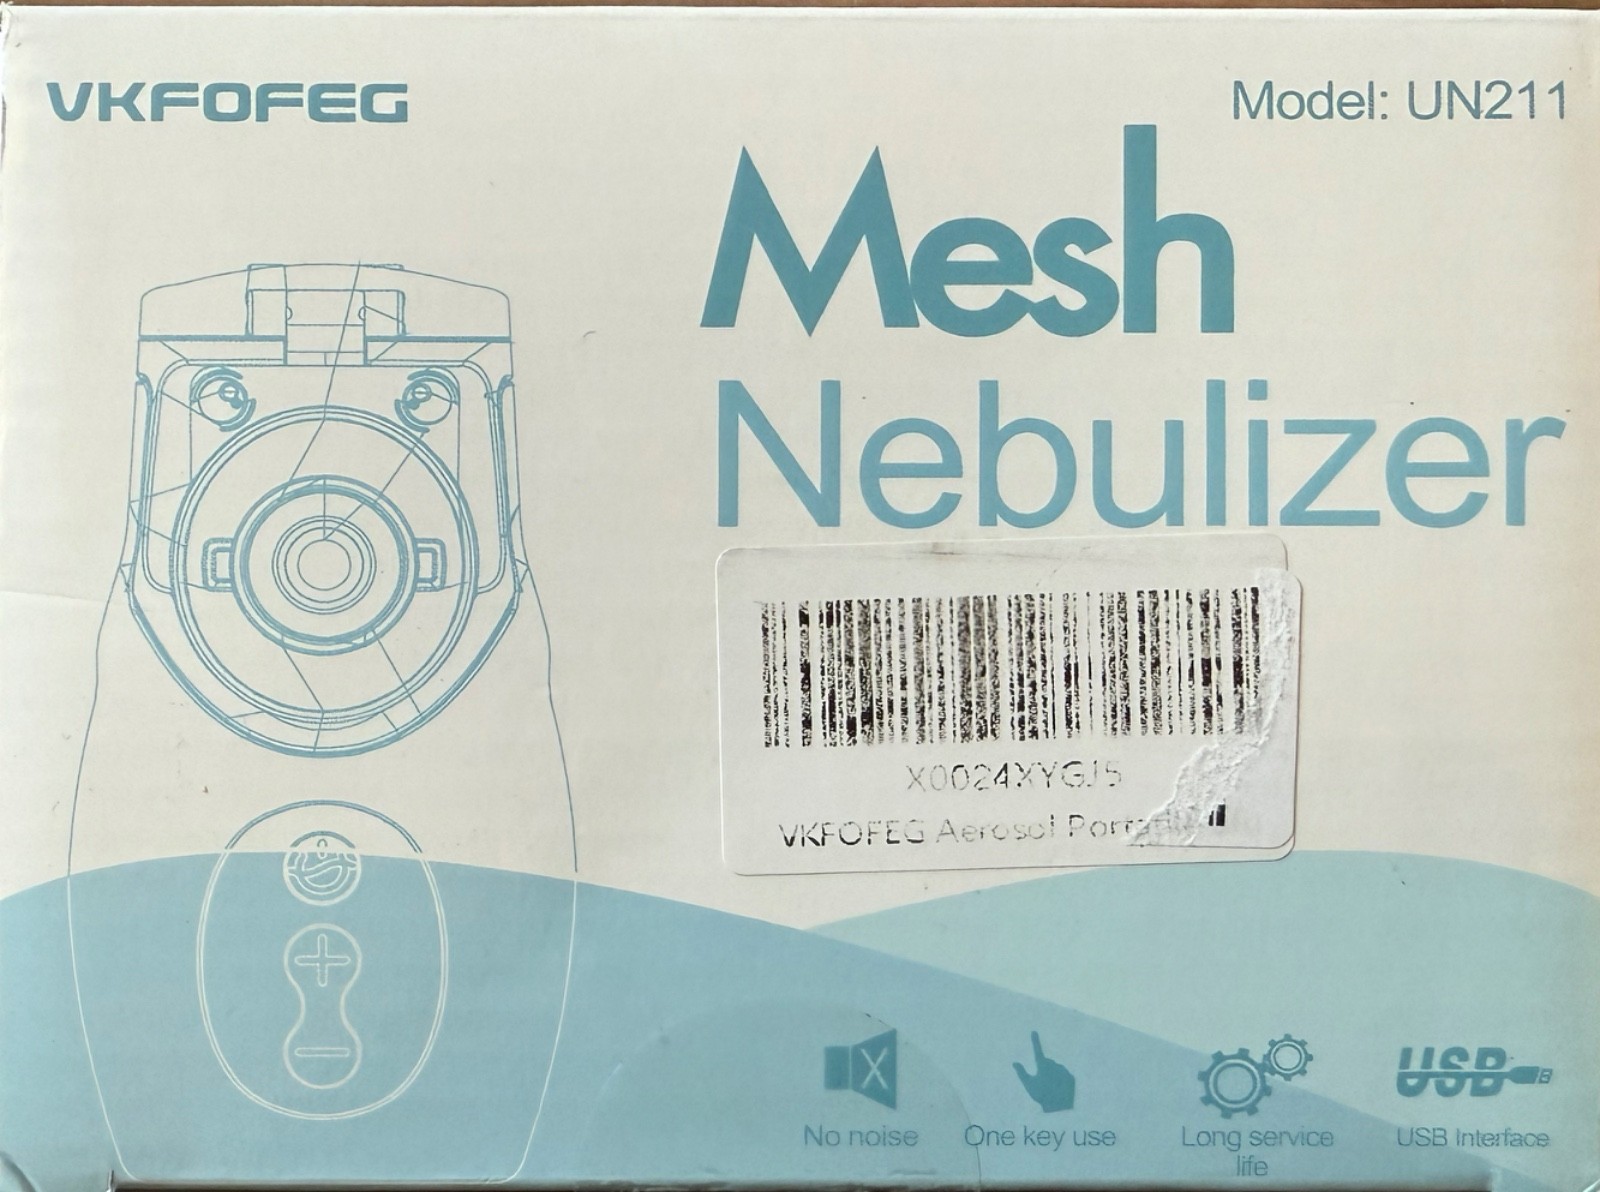 VKFOFEG
Model: UN211
Mesh
Nebulizer
X0024XYGJ5
VKFOFEG Aerosol
No noise
One key use
Long service
life
USB
USB Interface